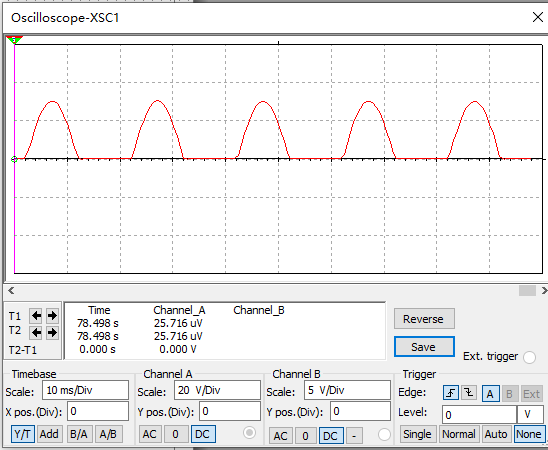 Oscilloscope-XSC1
T1
T2
T2-T1
Time Channel_A Channel_B
78.498 s 25.716 uV
78.498 s 25.716 uV
0.000 s 0.000 V
Reverse
Save
Ext. trigger
Timebase
Scale: 10 ms/Div
X pos.(Div): 0
Y/T Add B/A A/B
Channel A
Scale: 20 V/Div
Y pos.(Div): 0
AC 0 DC
Channel B
Scale: 5 V/Div
Y pos.(Div): 0
AC 0 DC -
Trigger
Edge: A B Ext
Level: 0 V
Single Normal Auto None